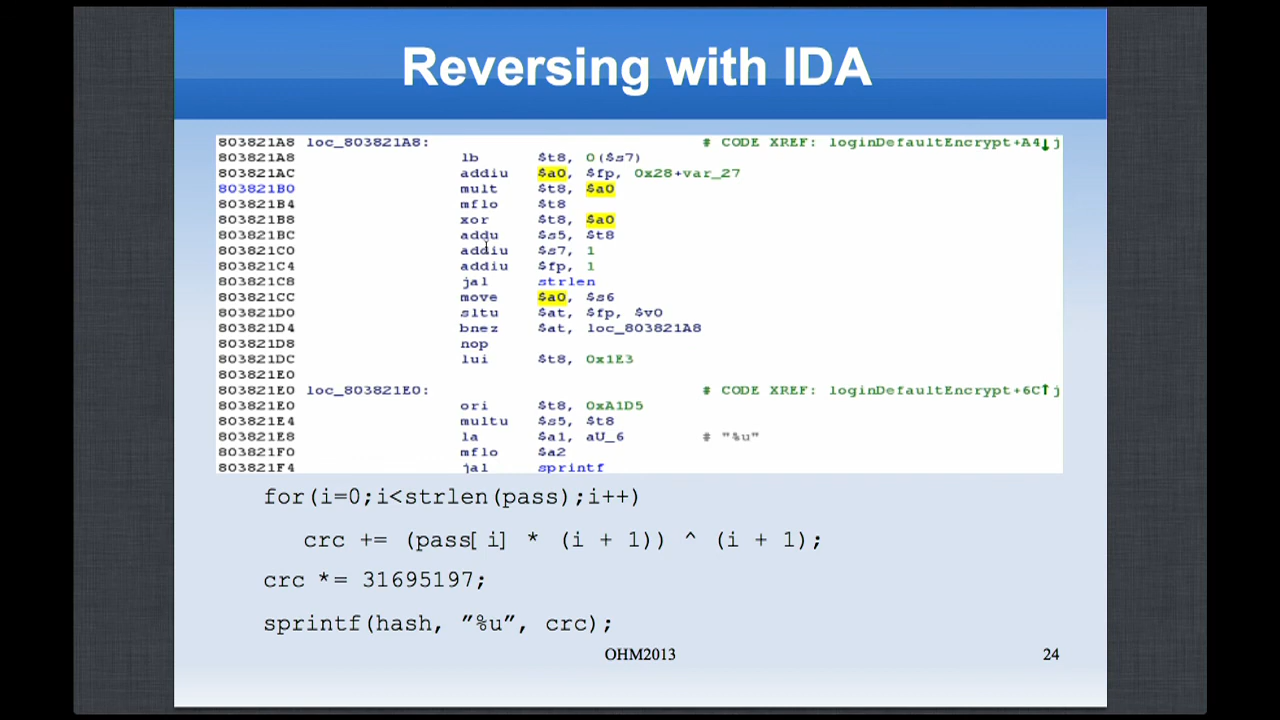 Reversing with IDA
803821A8 loc_803821A8: # CODE XREF: loginDefaultEncrypt+A4↓j
803821A8 lb $t8, 0($s7)
803821AC addiu $a0, $fp, 0x28+var_27
803821B0 mult $t8, $a0
803821B4 mflo $t8
803821B8 xor $t8, $a0
803821BC addu $s5, $t8
803821C0 addiu $s7, 1
803821C4 addiu $fp, 1
803821C8 jal strlen
803821CC move $a0, $s6
803821D0 sltu $at, $fp, $v0
803821D4 bnez $at, loc_803821A8
803821D8 nop
803821DC lui $t8, 0x1E3
803821E0
803821E0 loc_803821E0: # CODE XREF: loginDefaultEncrypt+6C↑j
803821E0 ori $t8, 0xA1D5
803821E4 multu $s5, $t8
803821E8 la $a1, aU_6 # "%u"
803821F0 mflo $a2
803821F4 jal sprintf
for(i=0;i<strlen(pass);i++)
crc += (pass[ i] * (i + 1)) ^ (i + 1);
crc *= 31695197;
sprintf(hash, ”%u”, crc);
OHM2013 24